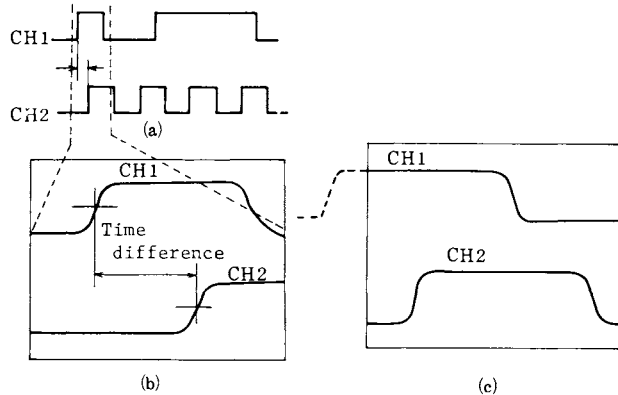 CH1
CH2
(a)
CH1
Time
difference
CH2
(b)
CH1
CH2
(c)